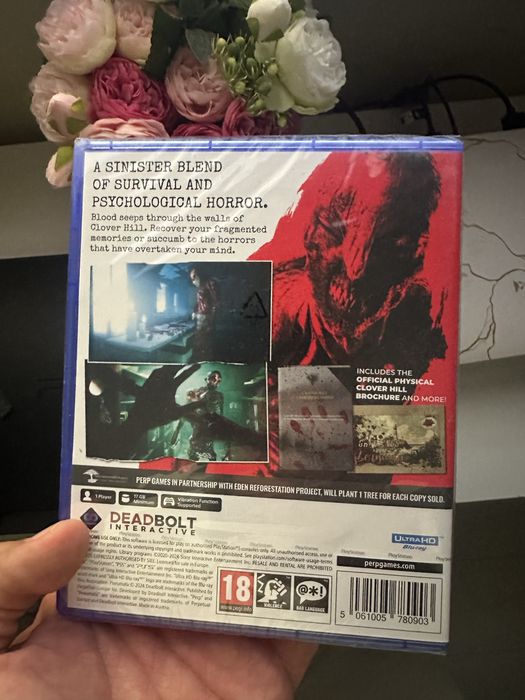 A SINISTER BLEND
OF SURVIVAL AND
PSYCHOLOGICAL HORROR.
Blood seeps through the walls of
Clover Hill. Recover your fragmented
memories or succumb to the horrors
that have overtaken your mind.
INCLUDES THE
OFFICIAL PHYSICAL
CLOVER HILL
BROCHURE AND MORE!
PERP GAMES IN PARTNERSHIP WITH EDEN REFORESTATION PROJECT, WILL PLANT 1 TREE FOR EACH COPY SOLD.
1 Player
17 GB
Minimum
Vibration Function
Supported
DEADBOLT
INTERACTIVE
ULTRA HD
Blu-ray
perpgames.com
18
www.pegi.info
VIOLENCE
@*!
BAD LANGUAGE
5 061005 780903